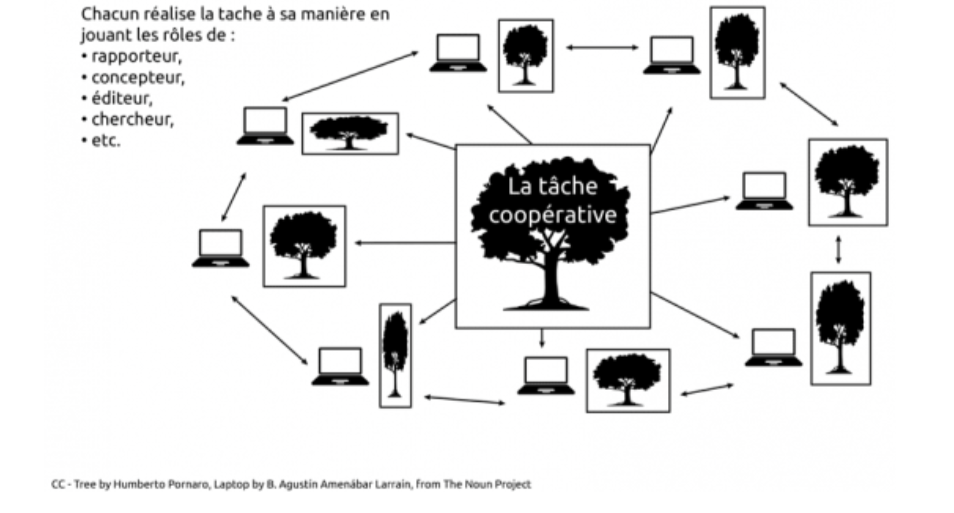 Chacun réalise la tache à sa manière en
jouant les rôles de :
• rapporteur,
• concepteur,
• éditeur,
• chercheur,
• etc.
La tâche
coopérative
CC - Tree by Humberto Pornaro, Laptop by B. Agustín Amenábar Larraín, from The Noun Project